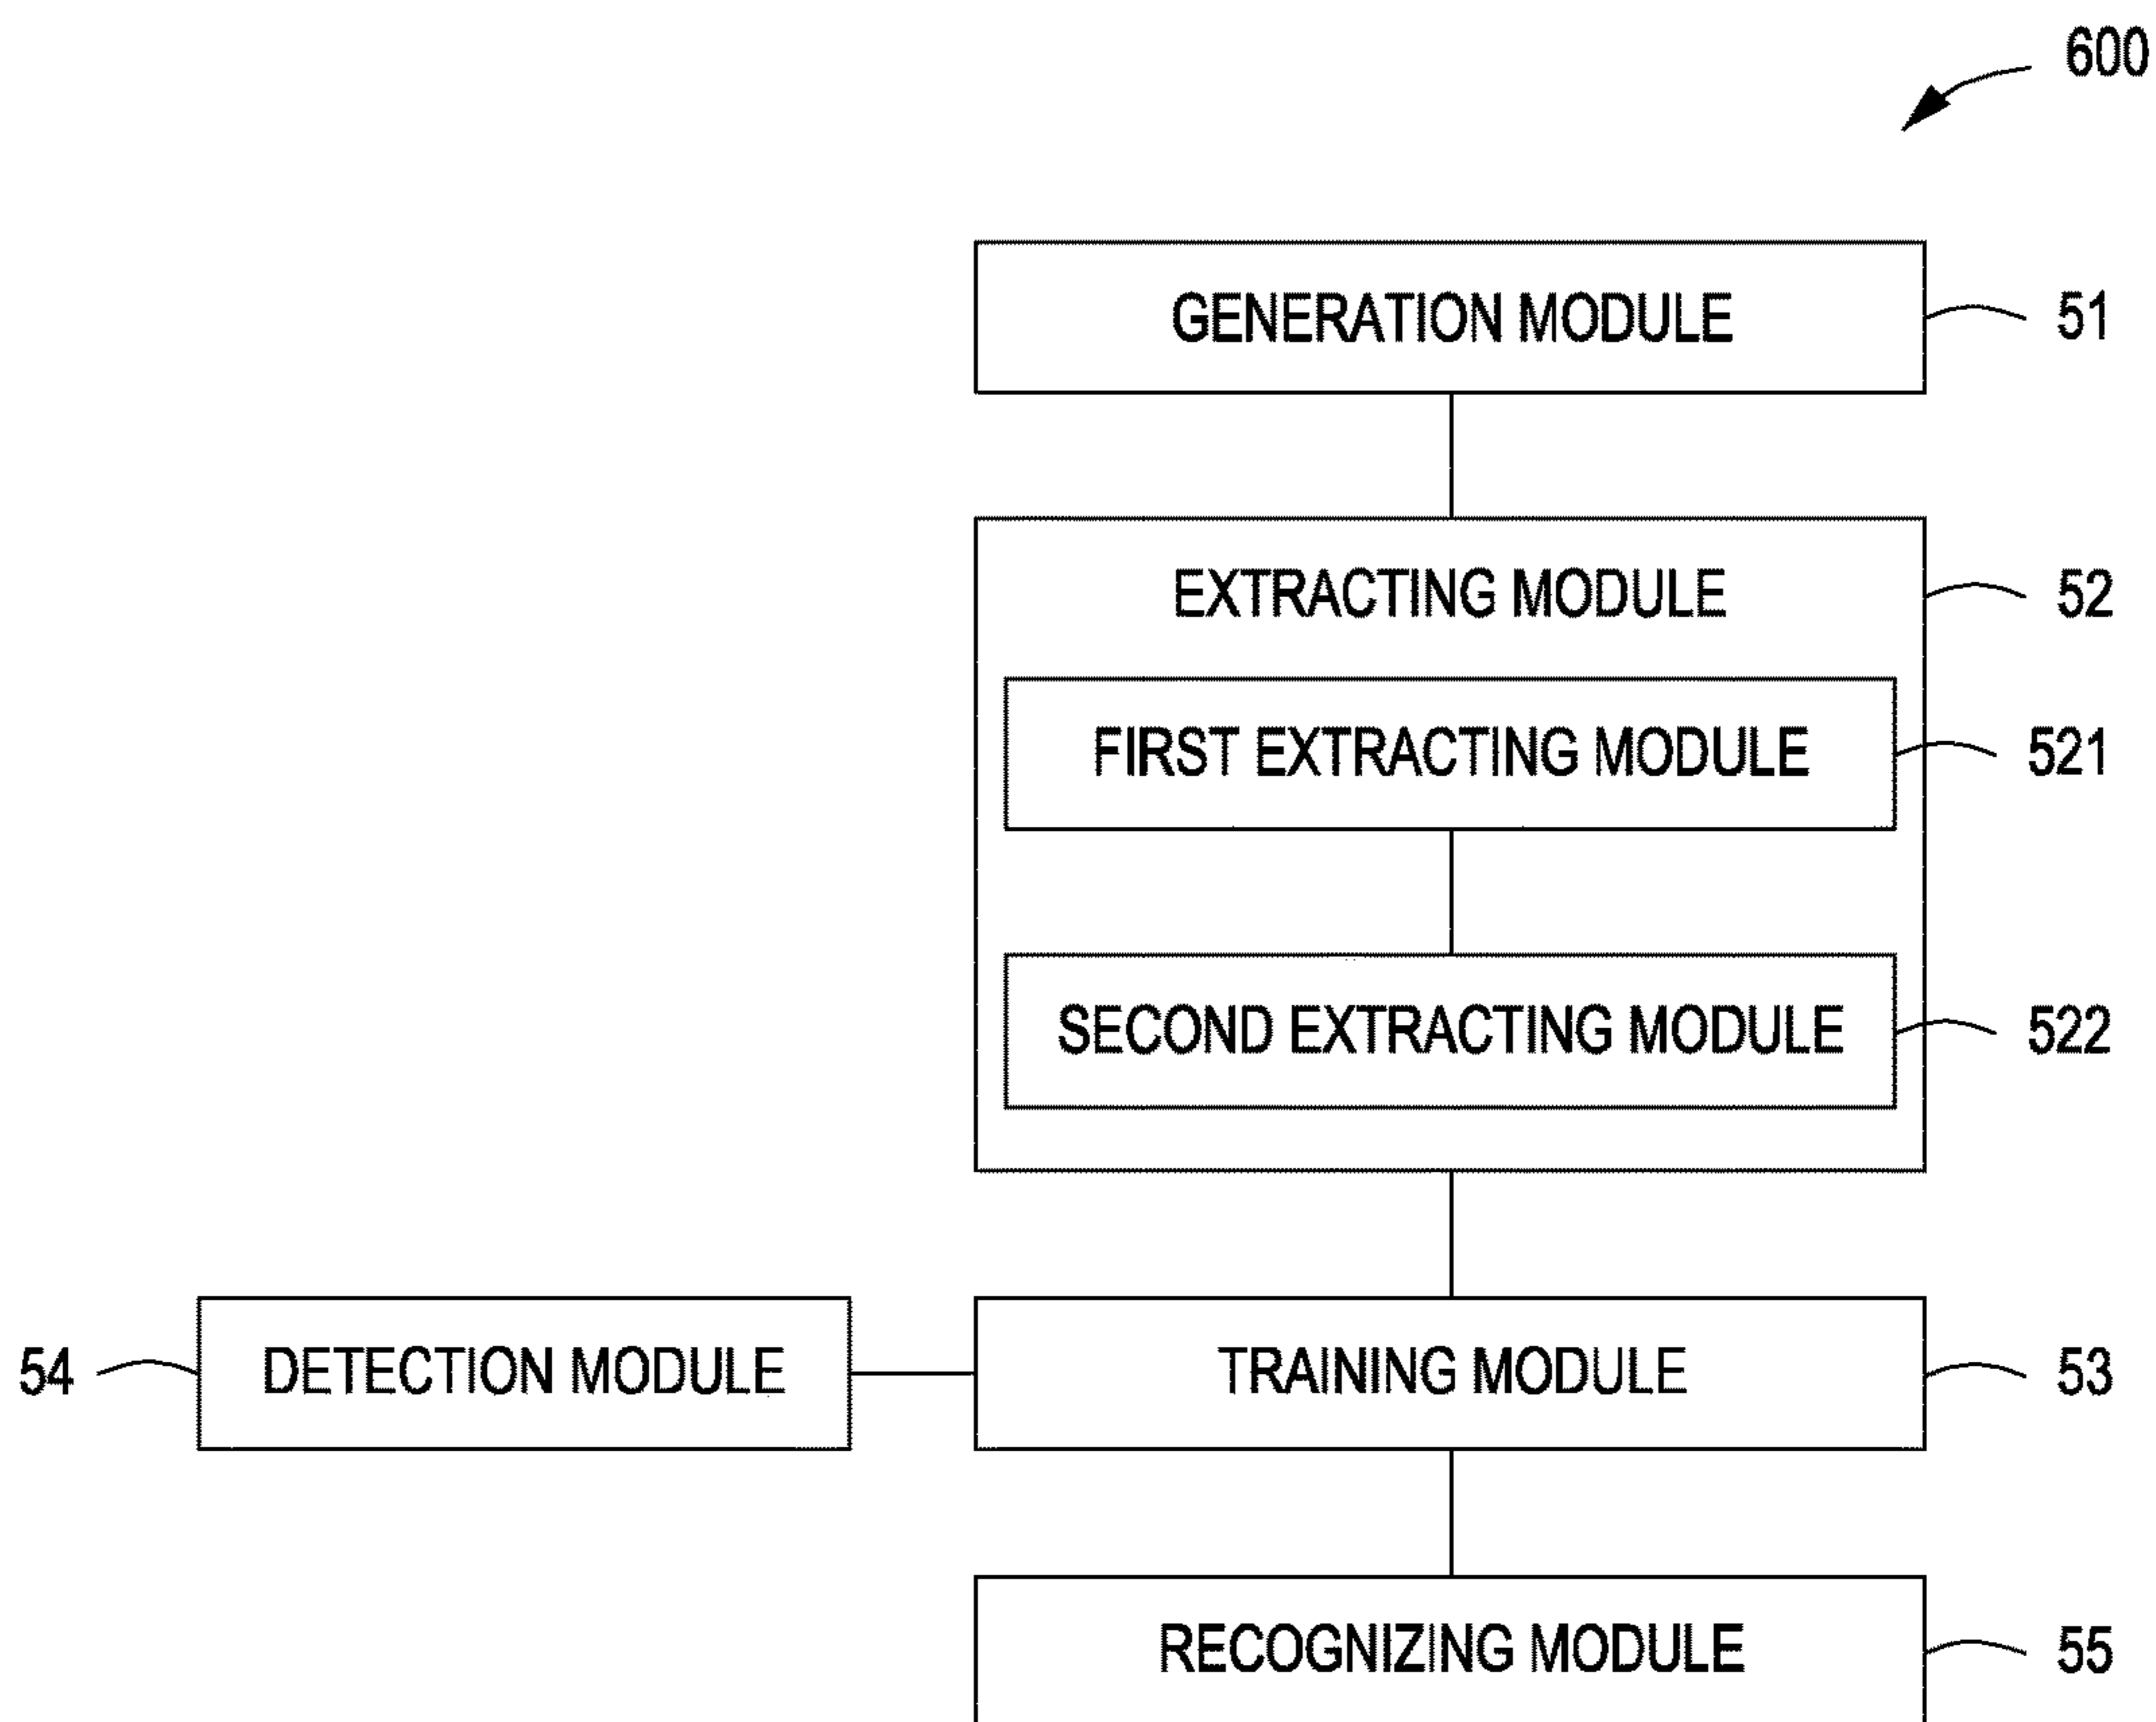 600
GENERATION MODULE 51
EXTRACTING MODULE 52
FIRST EXTRACTING MODULE 521
SECOND EXTRACTING MODULE 522
54 DETECTION MODULE TRAINING MODULE 53
RECOGNIZING MODULE 55